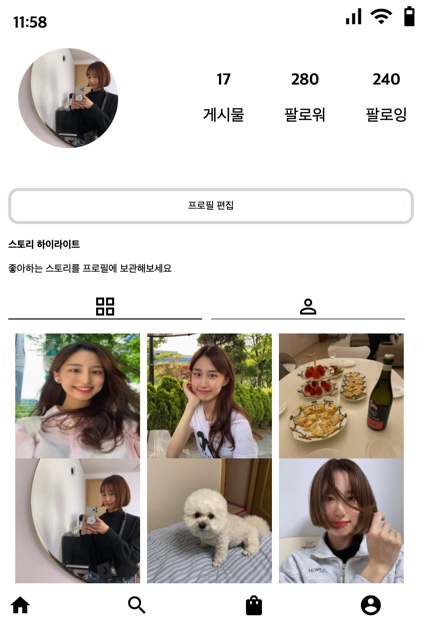 11:58
17 280 240
게시물 팔로워 팔로잉
프로필 편집
스토리 하이라이트
좋아하는 스토리를 프로필에 보관해보세요